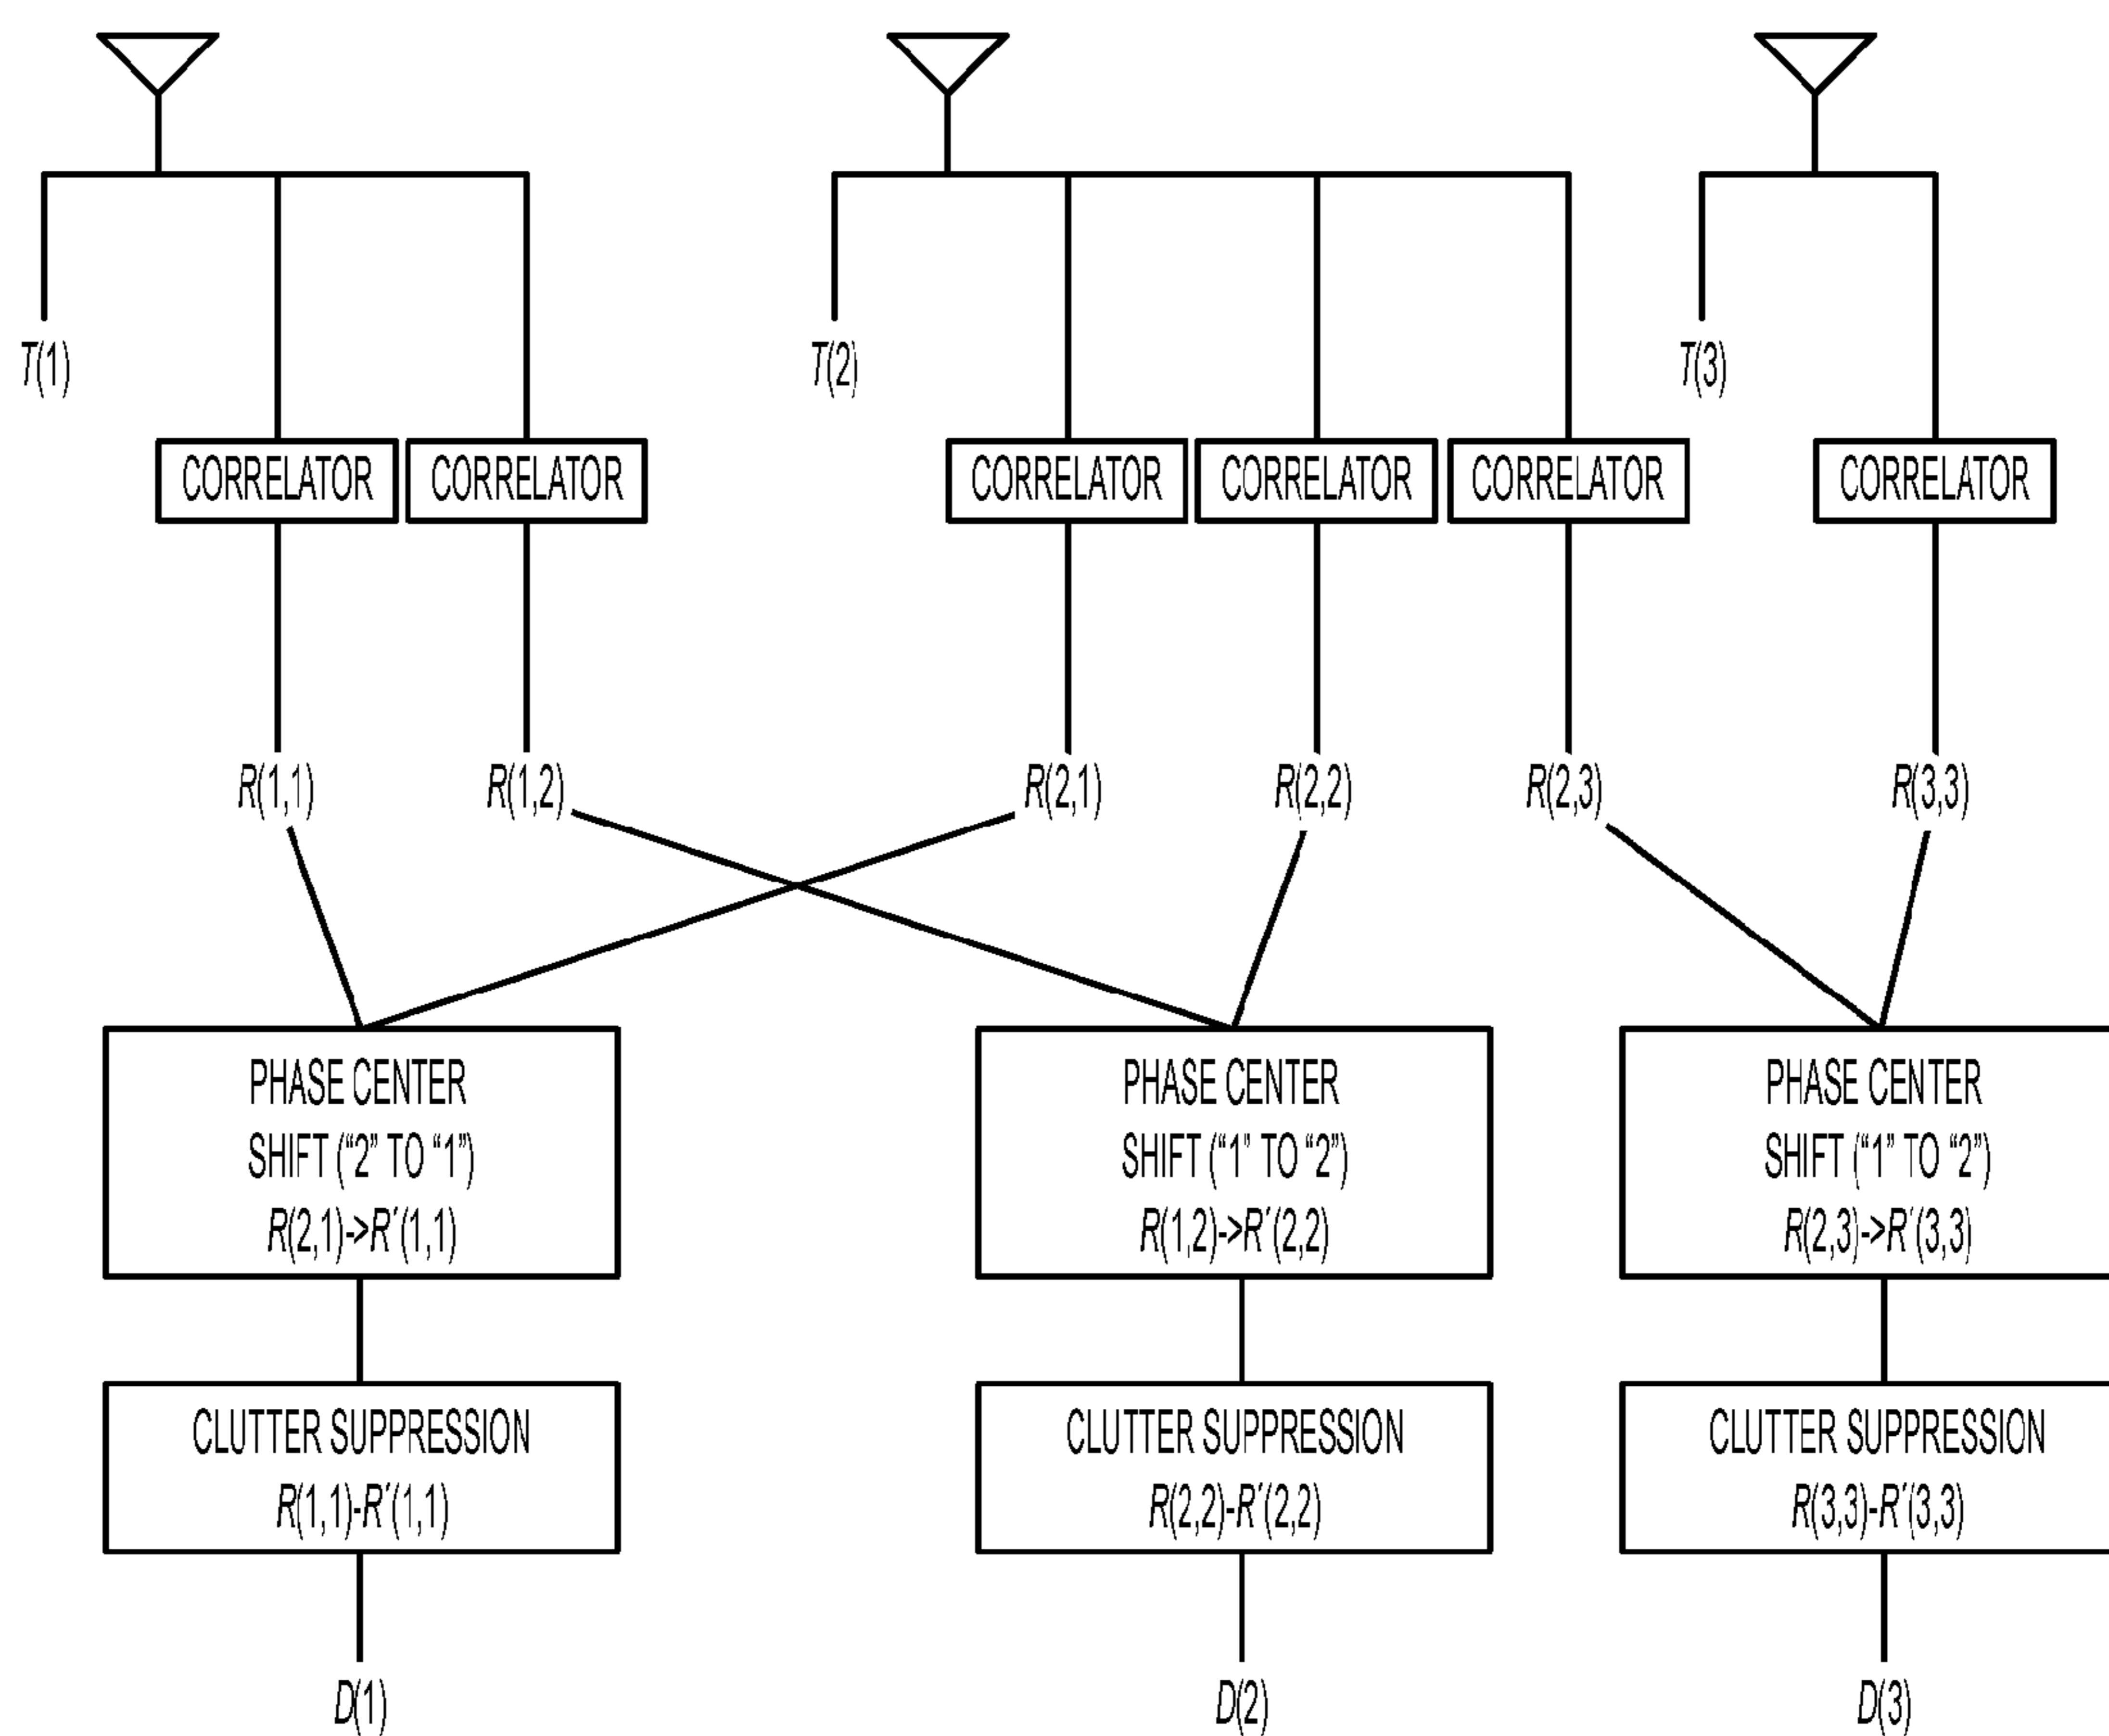 T(1)
T(2)
T(3)
CORRELATOR
CORRELATOR
CORRELATOR
CORRELATOR
CORRELATOR
CORRELATOR
R(1,1)
R(1,2)
R(2,1)
R(2,2)
R(2,3)
R(3,3)
PHASE CENTER
SHIFT (“2” TO “1”)
R(2,1)->R′(1,1)
PHASE CENTER
SHIFT (“1” TO “2”)
R(1,2)->R′(2,2)
PHASE CENTER
SHIFT (“1” TO “2”)
R(2,3)->R′(3,3)
CLUTTER SUPPRESSION
R(1,1)-R′(1,1)
CLUTTER SUPPRESSION
R(2,2)-R′(2,2)
CLUTTER SUPPRESSION
R(3,3)-R′(3,3)
D(1)
D(2)
D(3)